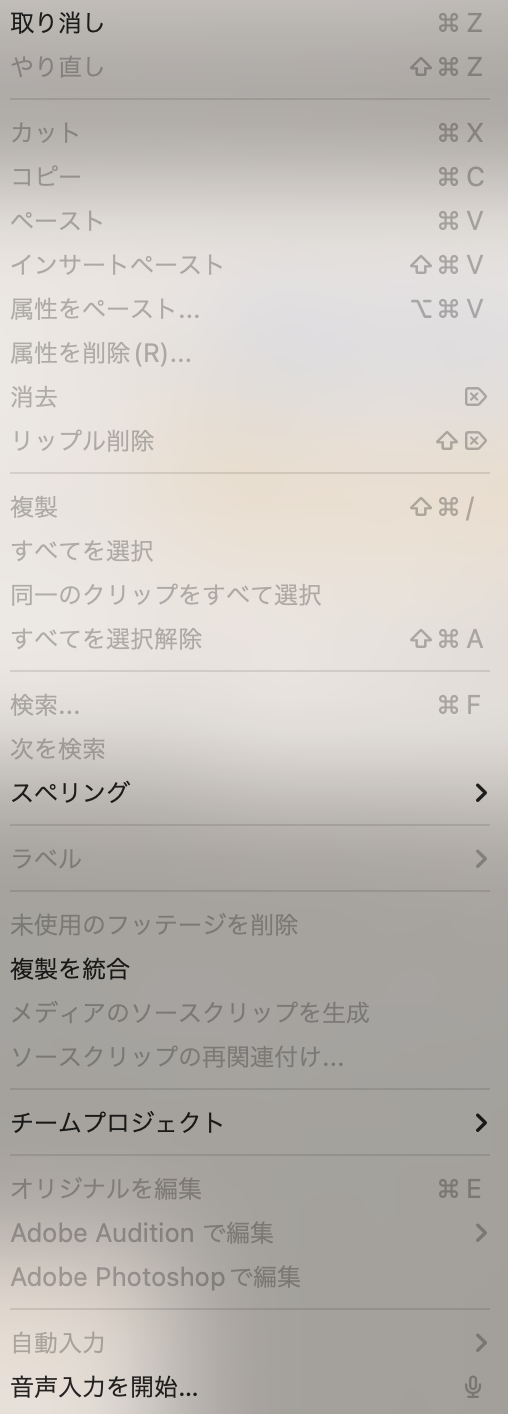 取り消し ⌘ Z
やり直し ⇧ ⌘ Z
カット ⌘ X
コピー ⌘ C
ペースト ⌘ V
インサートペースト ⇧ ⌘ V
属性をペースト... ⌥ ⌘ V
属性を削除(R)...
消去 ⌦
リップル削除 ⇧ ⌦
複製 ⇧ ⌘ /
すべてを選択
同一のクリップをすべて選択
すべてを選択解除 ⇧ ⌘ A
検索... ⌘ F
次を検索
スペリング
ラベル
未使用のフッテージを削除
複製を統合
メディアのソースクリップを生成
ソースクリップの再関連付け...
チームプロジェクト
オリジナルを編集 ⌘ E
Adobe Audition で編集
Adobe Photoshop で編集
自動入力
音声入力を開始...